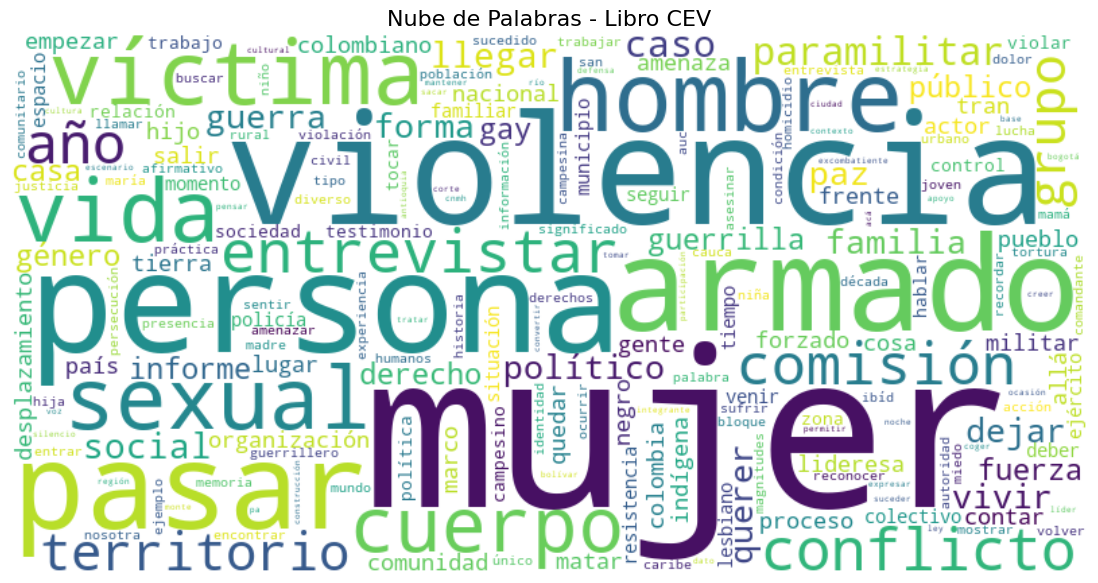 Nube de Palabras - Libro CEV
empezar trabajo colombiano sucedido trabajar caso paramilitar violar
cultural llegar san amenaza entrevista estrategia dolor
víctima buscar niño población mantener río defensa hombre público grupo
comunitario espacio cultura relación guerra sacar nacional ciudad homicidio tran
llamar hijo rural violación forma familiar gay campesina municipio auc contexto actor lucha base
año escenario salir afirmativo civil tocar información violencia condición paz urbano bogotá
casa justicia maría momento tipo corte seguir asesinar excombatiente frente control
vida pensar diverso antioquia cnmh acá joven apoyo mamá
género práctica sociedad testimonio significado guerrilla familia pueblo
tierra entrevistar tomar cauca década hablar recordar tortura
desplazamiento persecución presencia sentir policía experiencia derechos persona participación niña tiempo armado creer comandante
país amenazar madre tratar historia convertir gente forzado cosa militar
informe lugar humanos situación político palabra comisión allá ejército
hija voz sexual derecho identidad ocurrir negro venir sufrir ibíd ocasión acción
silencio social organización política marco campesino quedar integrante bloque zona permitir noche dejar deber
entrar guerrillero mujer indígena colombia querer lideresa reconocer autoridad miedo coger fuerza
pasar región memoria mundo bolívar resistencia lesbiano magnitudes expresar vivir líder
nosotra ejemplo monte pa construcción encontrar cuerpo proceso colectivo suceder contar
territorio comunidad único matar caribe dato conflicto ley mostrar volver